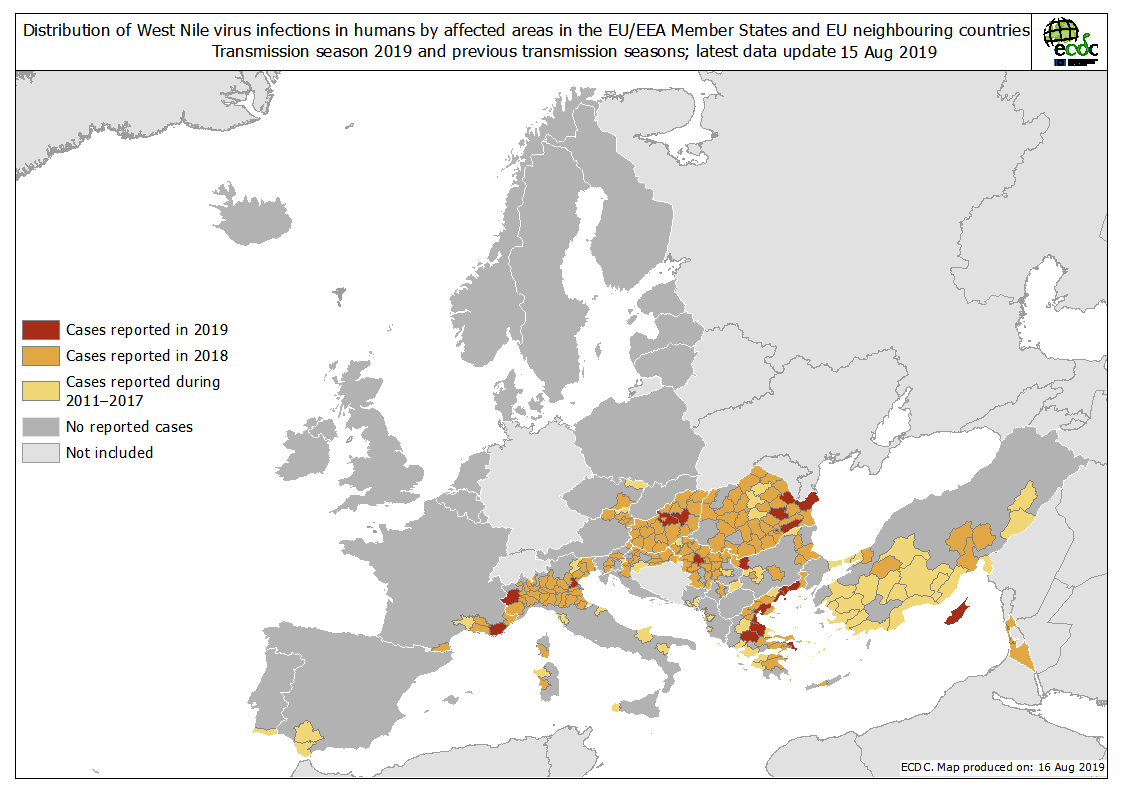 Distribution of West Nile virus infections in humans by affected areas in the EU/EEA Member States and EU neighbouring countries
Transmission season 2019 and previous transmission seasons; latest data update 15 Aug 2019
ecdc
Cases reported in 2019
Cases reported in 2018
Cases reported during
2011–2017
No reported cases
Not included
ECDC. Map produced on: 16 Aug 2019